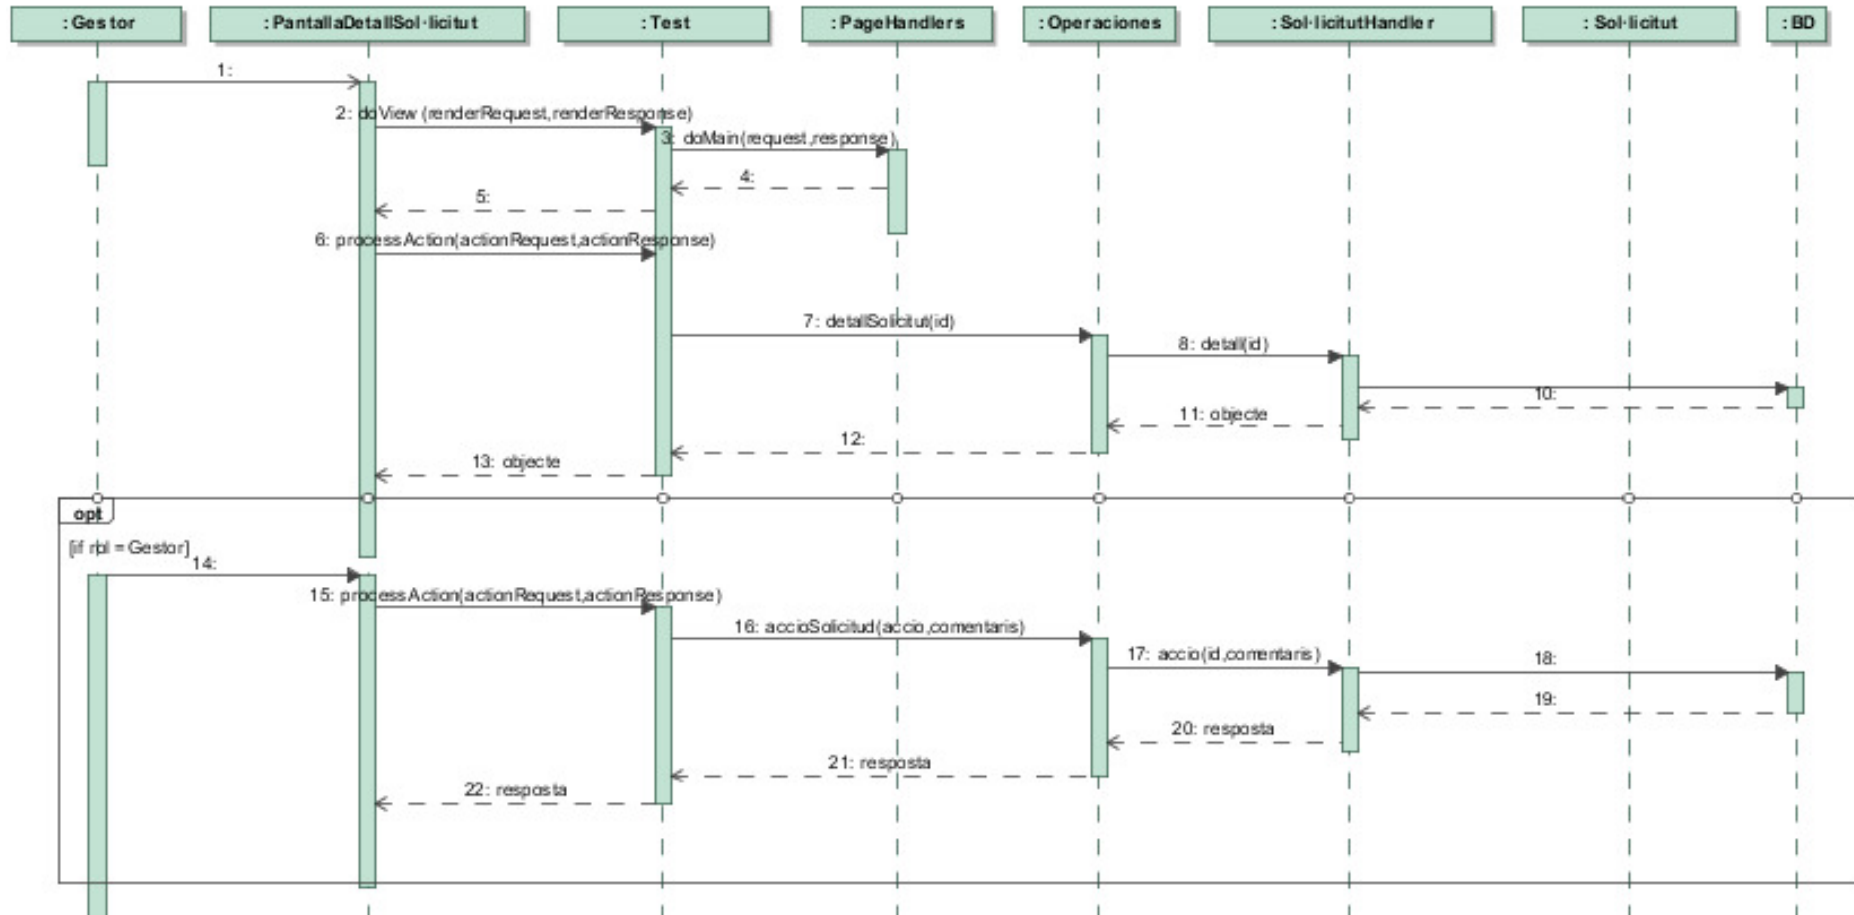 : Gestor
: PantallaDetallSol·licitut
: Test
: PageHandlers
: Operaciones
: Sol·licitutHandler
: Sol·licitut
: BD
1:
2: doView (renderRequest,renderResponse)
3: doMain(request,response)
4:
5:
6: processAction(actionRequest,actionResponse)
7: detallSolicitut(id)
8: detall(id)
10:
11: objecte
12:
13: objecte
opt
[if rol = Gestor]
14:
15: processAction(actionRequest,actionResponse)
16: accioSolicitud(accio,comentaris)
17: accio(id,comentaris)
18:
19:
20: resposta
21: resposta
22: resposta